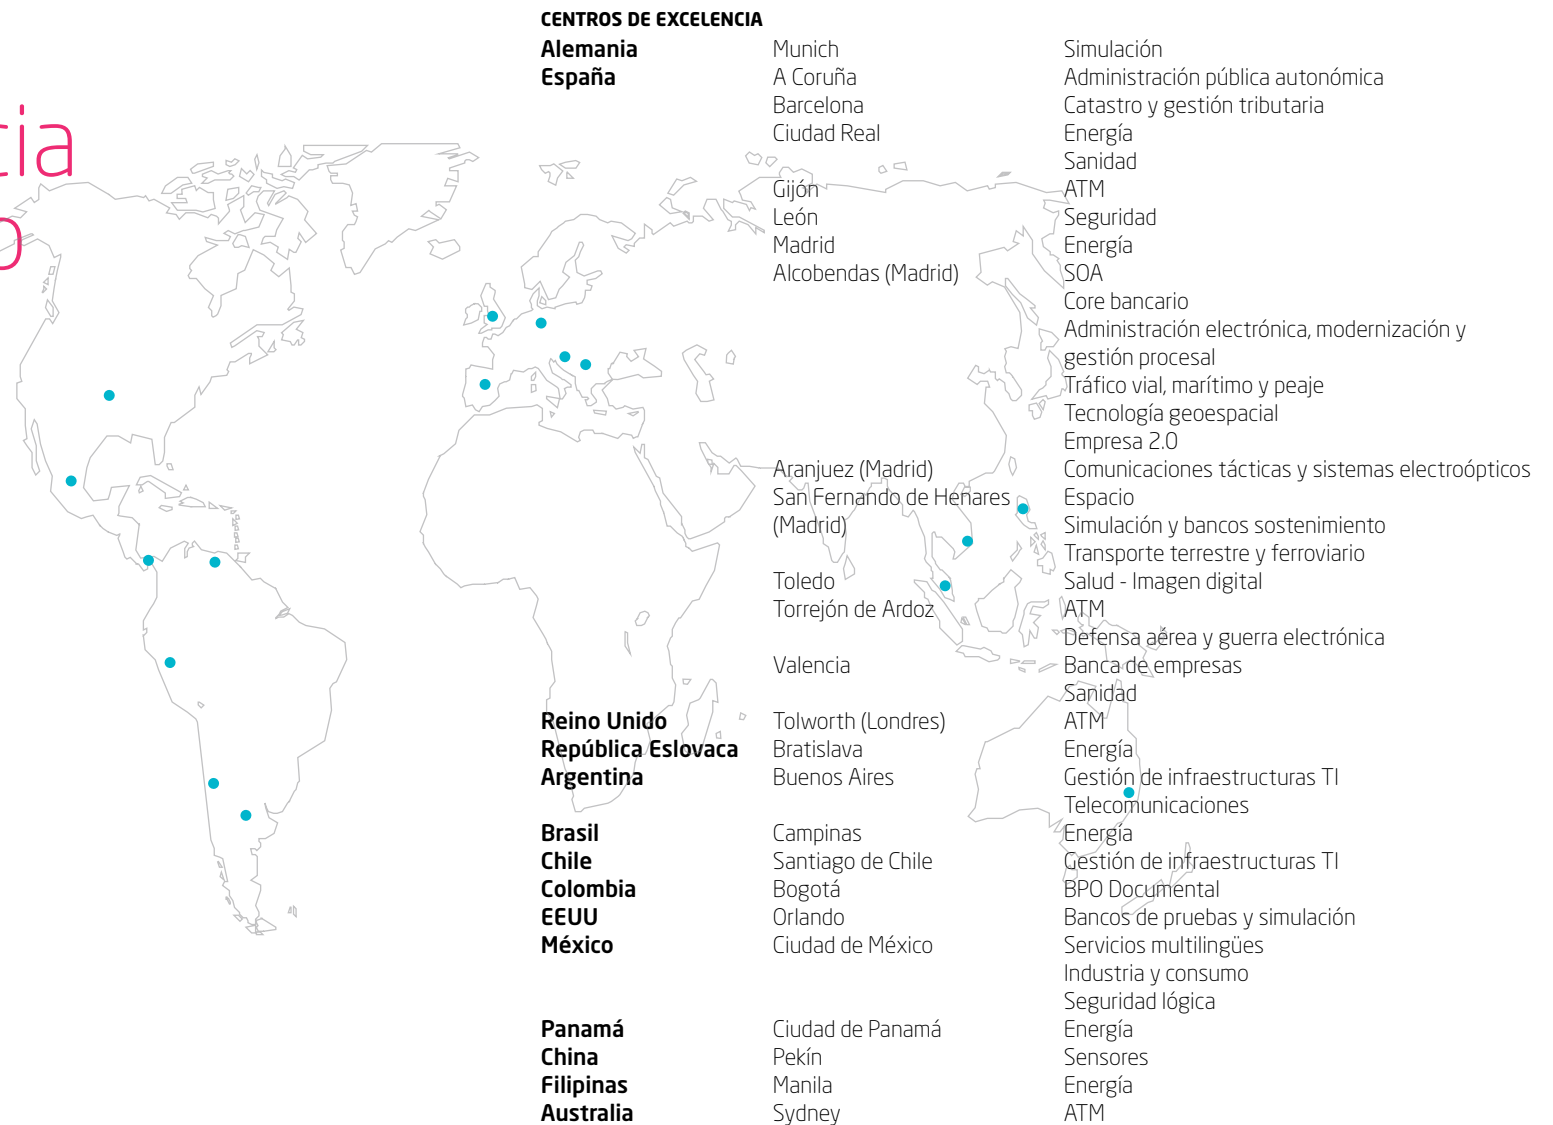 cia
o
CENTROS DE EXCELENCIA
Alemania Munich Simulación
España A Coruña Administración pública autonómica
Barcelona Catastro y gestión tributaria
Ciudad Real Energía
Sanidad
Gijón ATM
León Seguridad
Madrid Energía
Alcobendas (Madrid) SOA
Core bancario
Administración electrónica, modernización y
gestión procesal
Tráfico vial, marítimo y peaje
Tecnología geoespacial
Empresa 2.0
Aranjuez (Madrid) Comunicaciones tácticas y sistemas electroópticos
San Fernando de Henares Espacio
(Madrid) Simulación y bancos sostenimiento
Transporte terrestre y ferroviario
Toledo Salud - Imagen digital
Torrejón de Ardoz ATM
Defensa aérea y guerra electrónica
Valencia Banca de empresas
Sanidad
Reino Unido Tolworth (Londres) ATM
República Eslovaca Bratislava Energía
Argentina Buenos Aires Gestión de infraestructuras TI
Telecomunicaciones
Brasil Campinas Energía
Chile Santiago de Chile Gestión de infraestructuras TI
Colombia Bogotá BPO Documental
EEUU Orlando Bancos de pruebas y simulación
México Ciudad de México Servicios multilingües
Industria y consumo
Seguridad lógica
Panamá Ciudad de Panamá Energía
China Pekín Sensores
Filipinas Manila Energía
Australia Sydney ATM